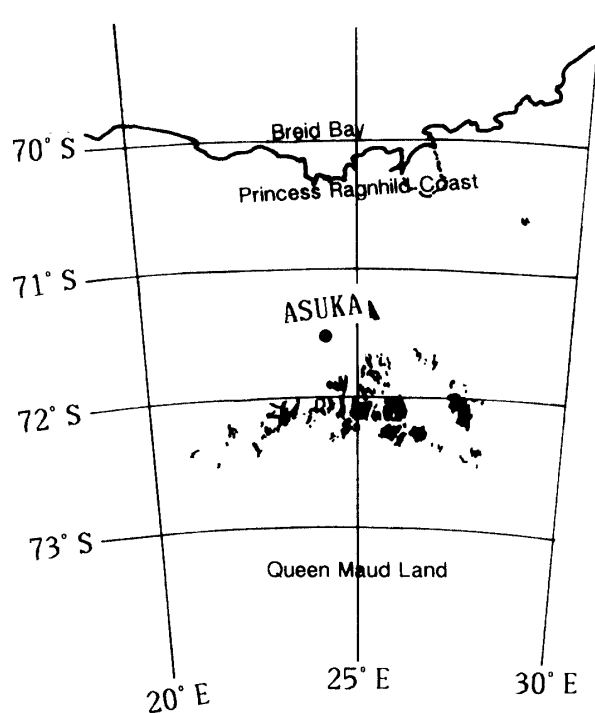 Breid Bay
70° S
Princess Ragnhild Coast
71° S
ASUKA
72° S
73° S
Queen Maud Land
20° E
25° E
30° E